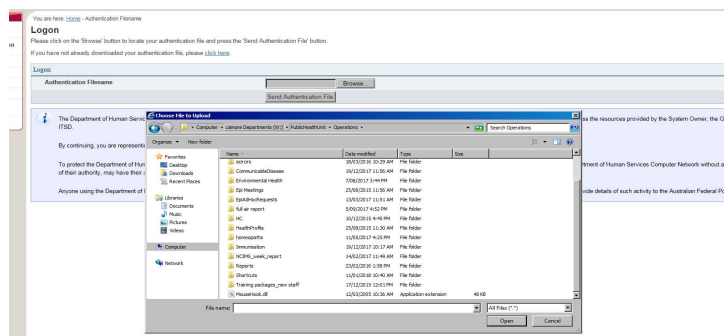 You are here: Home - Authentication Filename
Logon
Please click on the 'Browse' button to locate your authentication file and press the 'Send Authentication File' button.
If you have not already downloaded your authentication file, please click here.
Logon
Authentication Filename
Browse...
Send Authentication File
The Department of Human Servic
ss the resources provided by the System Owner, the G
ITSD.
By continuing, you are representi
To protect the Department of Hun
rtment of Human Services Computer Network without a
of their authority, may have their a
Anyone using the Department of
vide details of such activity to the Australian Federal Po
Choose File to Upload
Computer Lismore Departments (W:) PublicHealthUnit Operations
Search Operations
Organize New folder
Favorites
Desktop
Downloads
Recent Places
Libraries
Documents
Music
Pictures
Videos
Computer
Network
Name Date modified Type Size
acircirs 18/03/2016 10:29 AM File folder
CommunicableDisease 19/12/2017 11:56 AM File folder
Environmental Health 7/08/2017 3:44 PM File folder
Epi Meetings 25/08/2015 11:56 AM File folder
EpiAdHocRequests 13/03/2017 11:51 AM File folder
full air report 5/09/2017 4:52 PM File folder
HC 10/12/2015 4:45 PM File folder
HealthProfile 25/08/2015 11:30 AM File folder
homeopaths 11/05/2017 4:25 PM File folder
Immunisation 19/12/2017 10:17 AM File folder
NCIMS_week_report 14/02/2017 11:49 AM File folder
Reports 23/02/2016 1:58 PM File folder
Shortcuts 11/01/2018 10:40 AM File folder
Training packages_new staff 17/12/2015 12:01 PM File folder
MouseHook.dll 12/03/2005 10:36 AM Application extension 48 KB
File name:
All Files (*.*)
Open Cancel